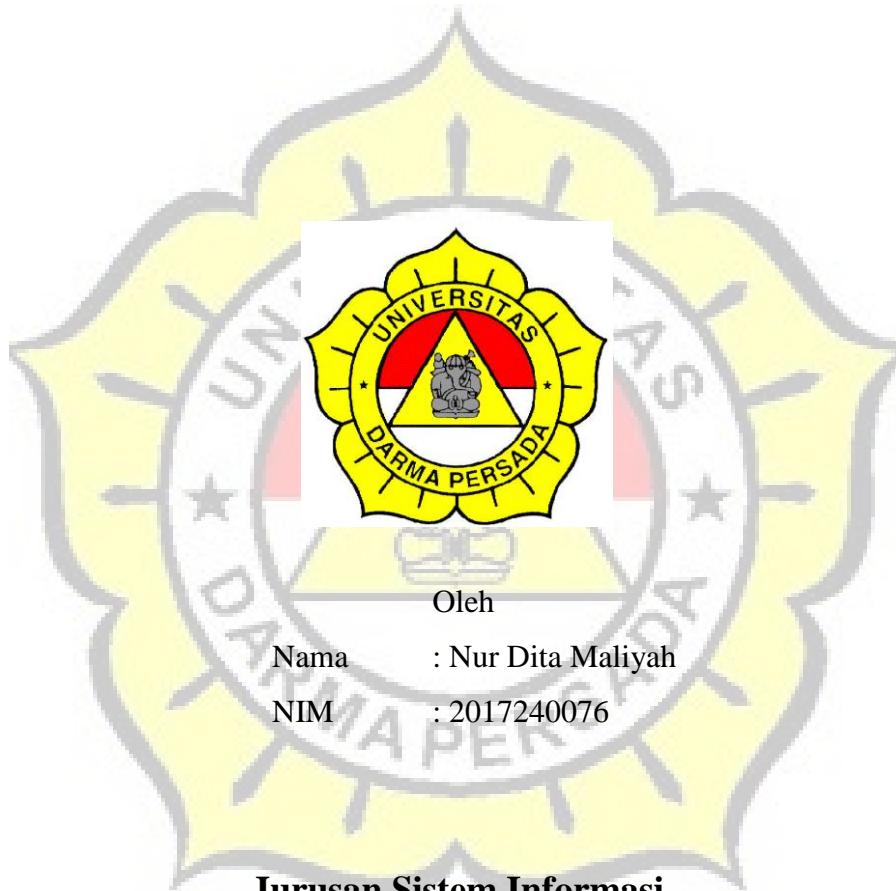 UNIVERSITAS
DARMA PERSADA
Oleh
Nama : Nur Dita Maliyah
NIM : 2017240076
Jurusan Sistem Informasi